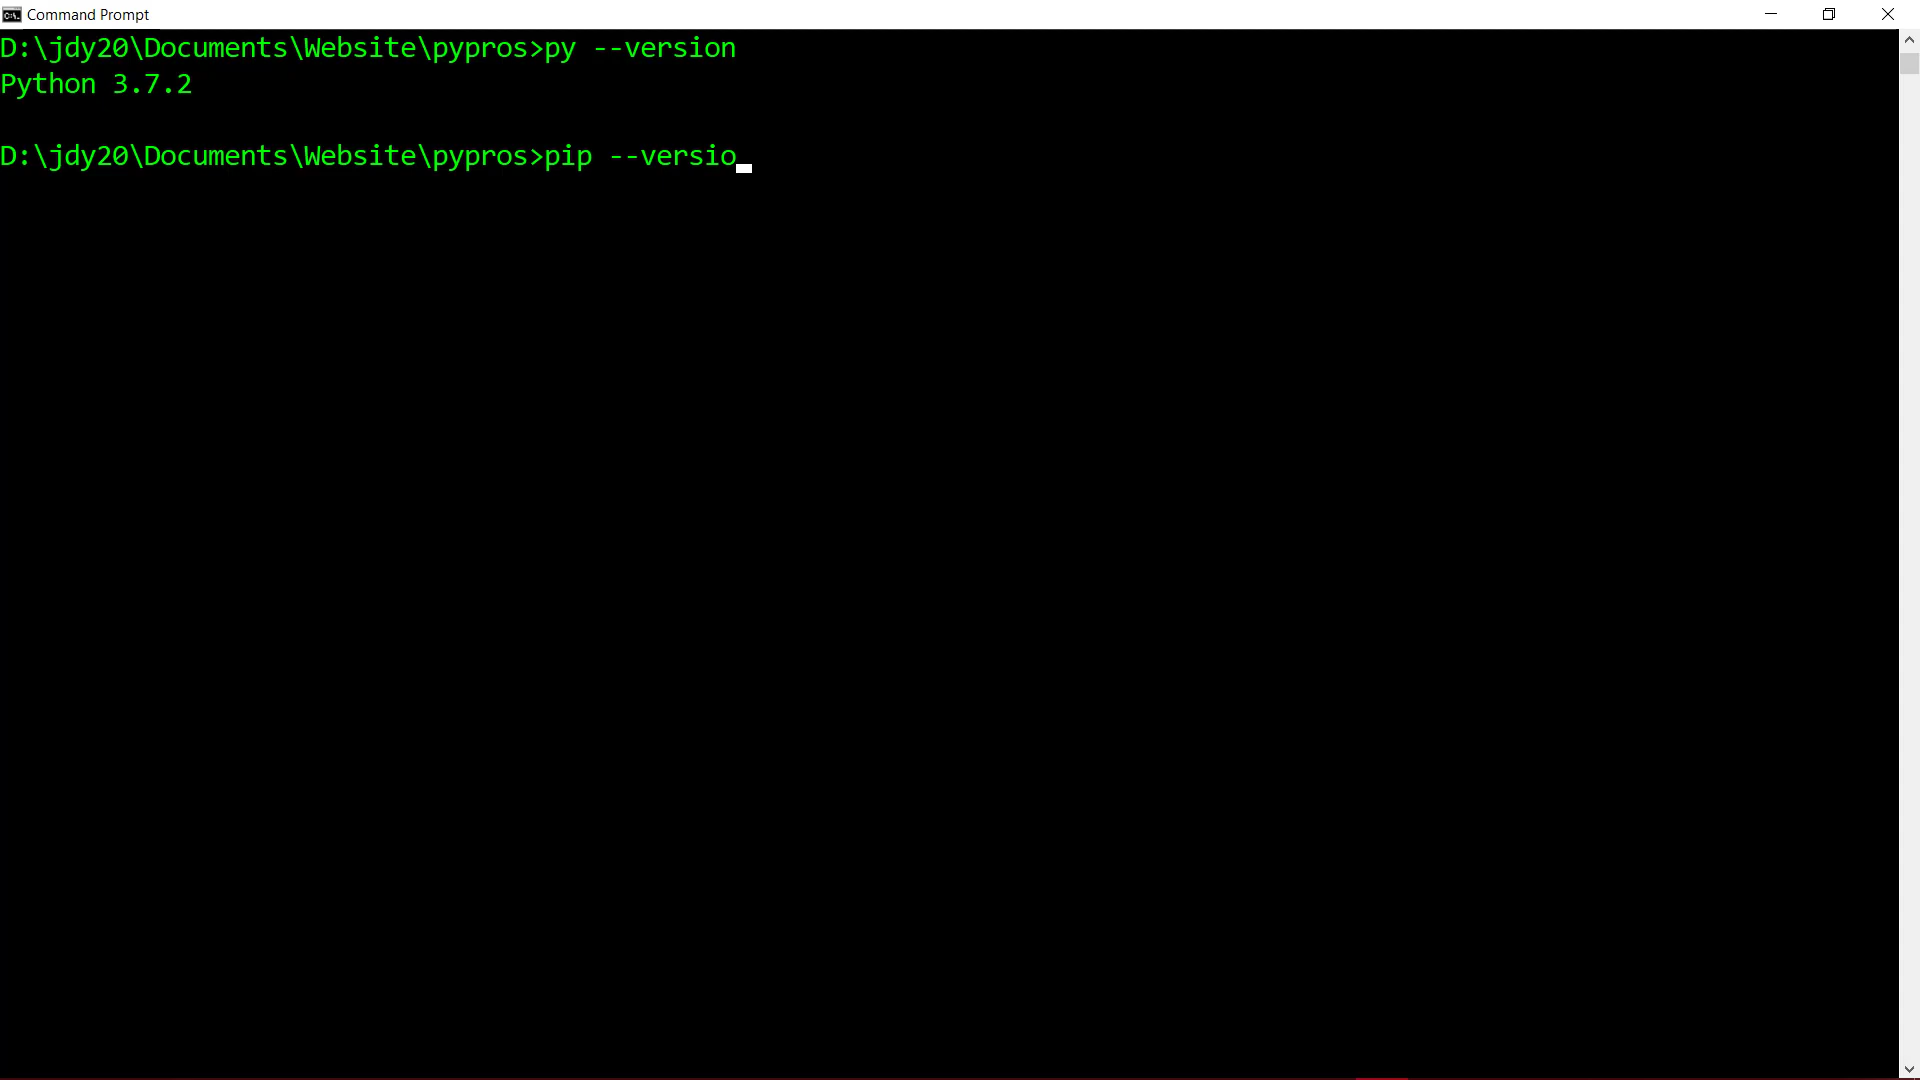 Command Prompt
D:\jdy20\Documents\Website\pypros>py --version
Python 3.7.2
D:\jdy20\Documents\Website\pypros>pip --versio